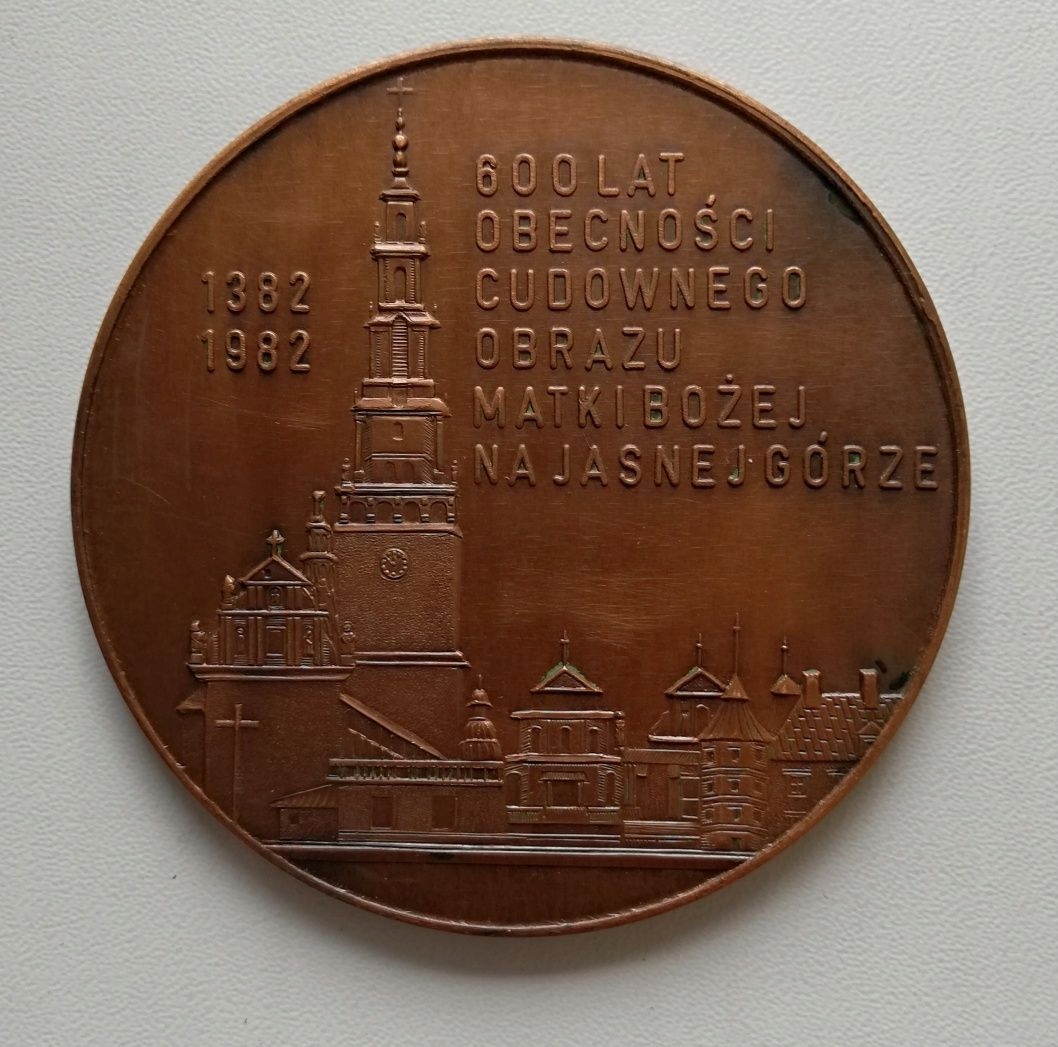 1382
1982
600 LAT
OBECNOŚCI
CUDOWNEGO
OBRAZU
MATKI BOŻEJ
NA JASNEJ GÓRZE